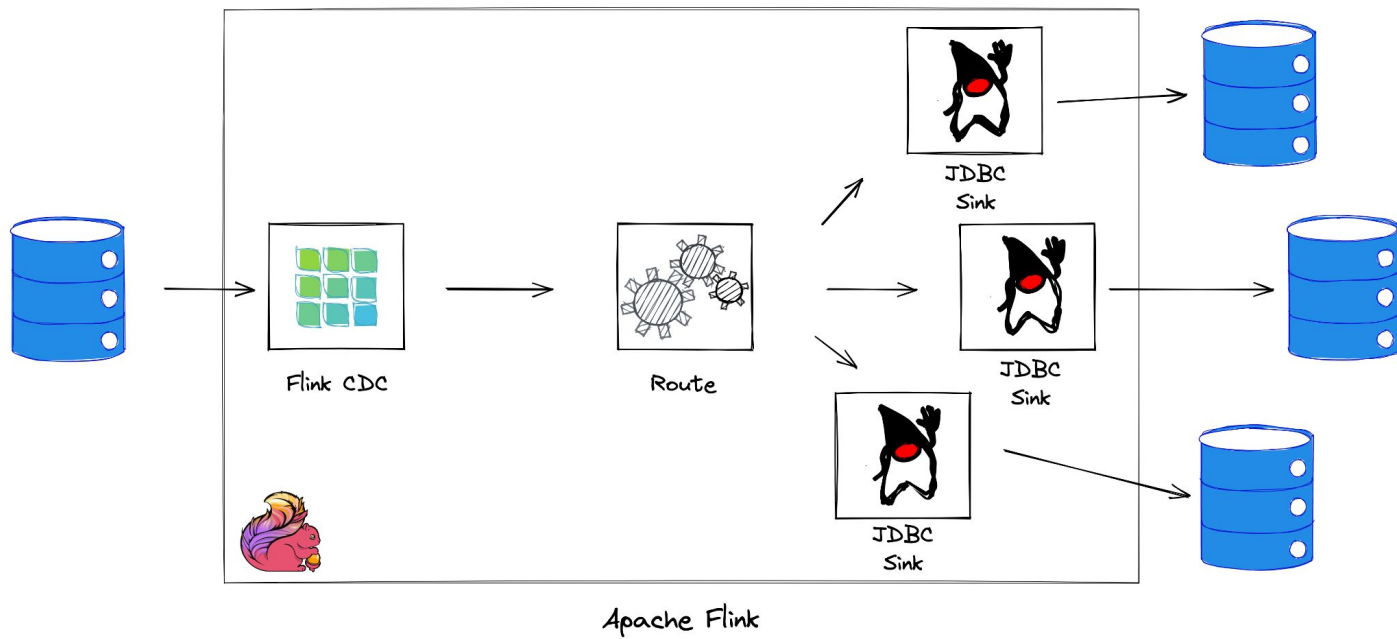 JDBC
Sink
Flink CDC
Route
JDBC
Sink
JDBC
Sink
Apache Flink